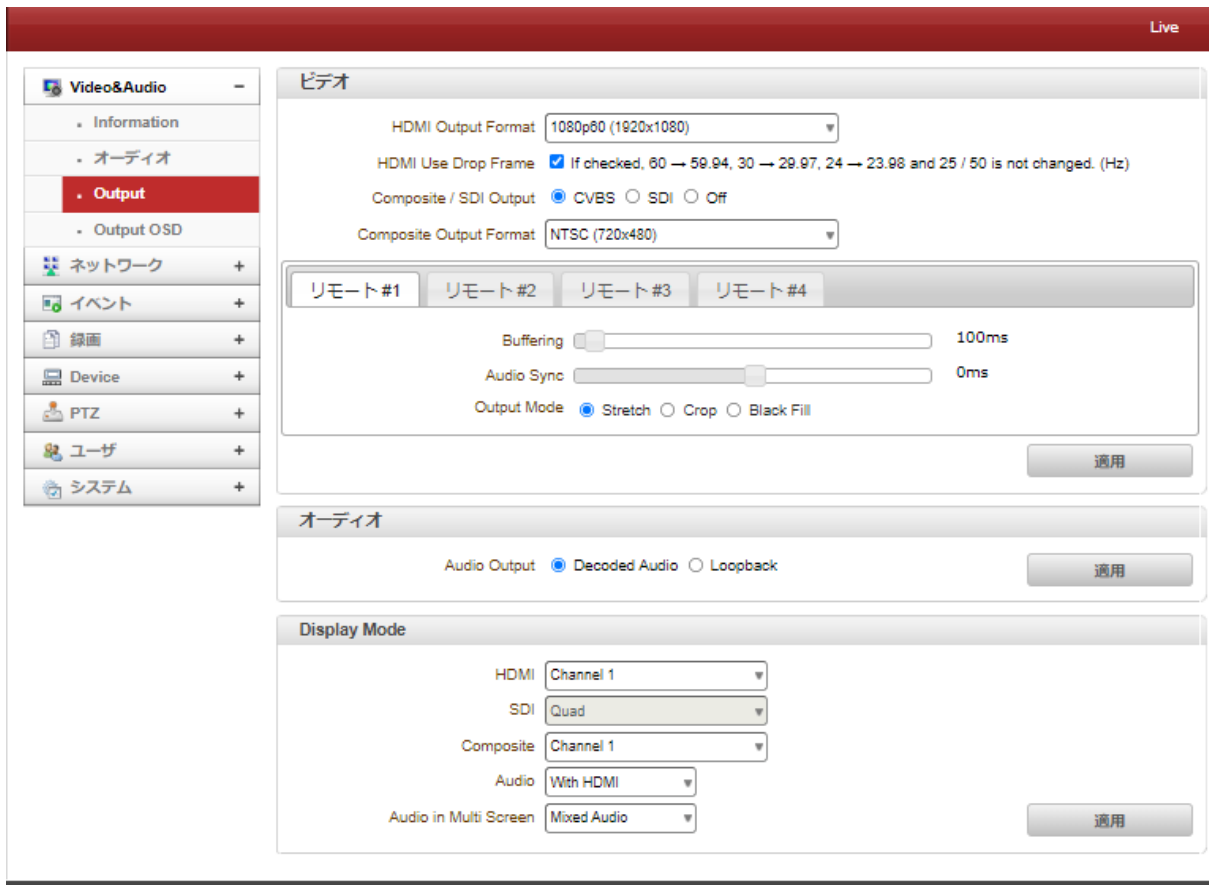 Live
Video&Audio −
Information
オーディオ
Output
Output OSD
ネットワーク +
イベント +
録画 +
Device +
PTZ +
ユーザ +
システム +
ビデオ
HDMI Output Format 1080p60 (1920x1080)
HDMI Use Drop Frame If checked, 60 → 59.94, 30 → 29.97, 24 → 23.98 and 25 / 50 is not changed. (Hz)
Composite / SDI Output CVBS SDI Off
Composite Output Format NTSC (720x480)
リモート#1 リモート#2 リモート#3 リモート#4
Buffering 100ms
Audio Sync 0ms
Output Mode Stretch Crop Black Fill
適用
オーディオ
Audio Output Decoded Audio Loopback
適用
Display Mode
HDMI Channel 1
SDI Quad
Composite Channel 1
Audio With HDMI
Audio in Multi Screen Mixed Audio
適用